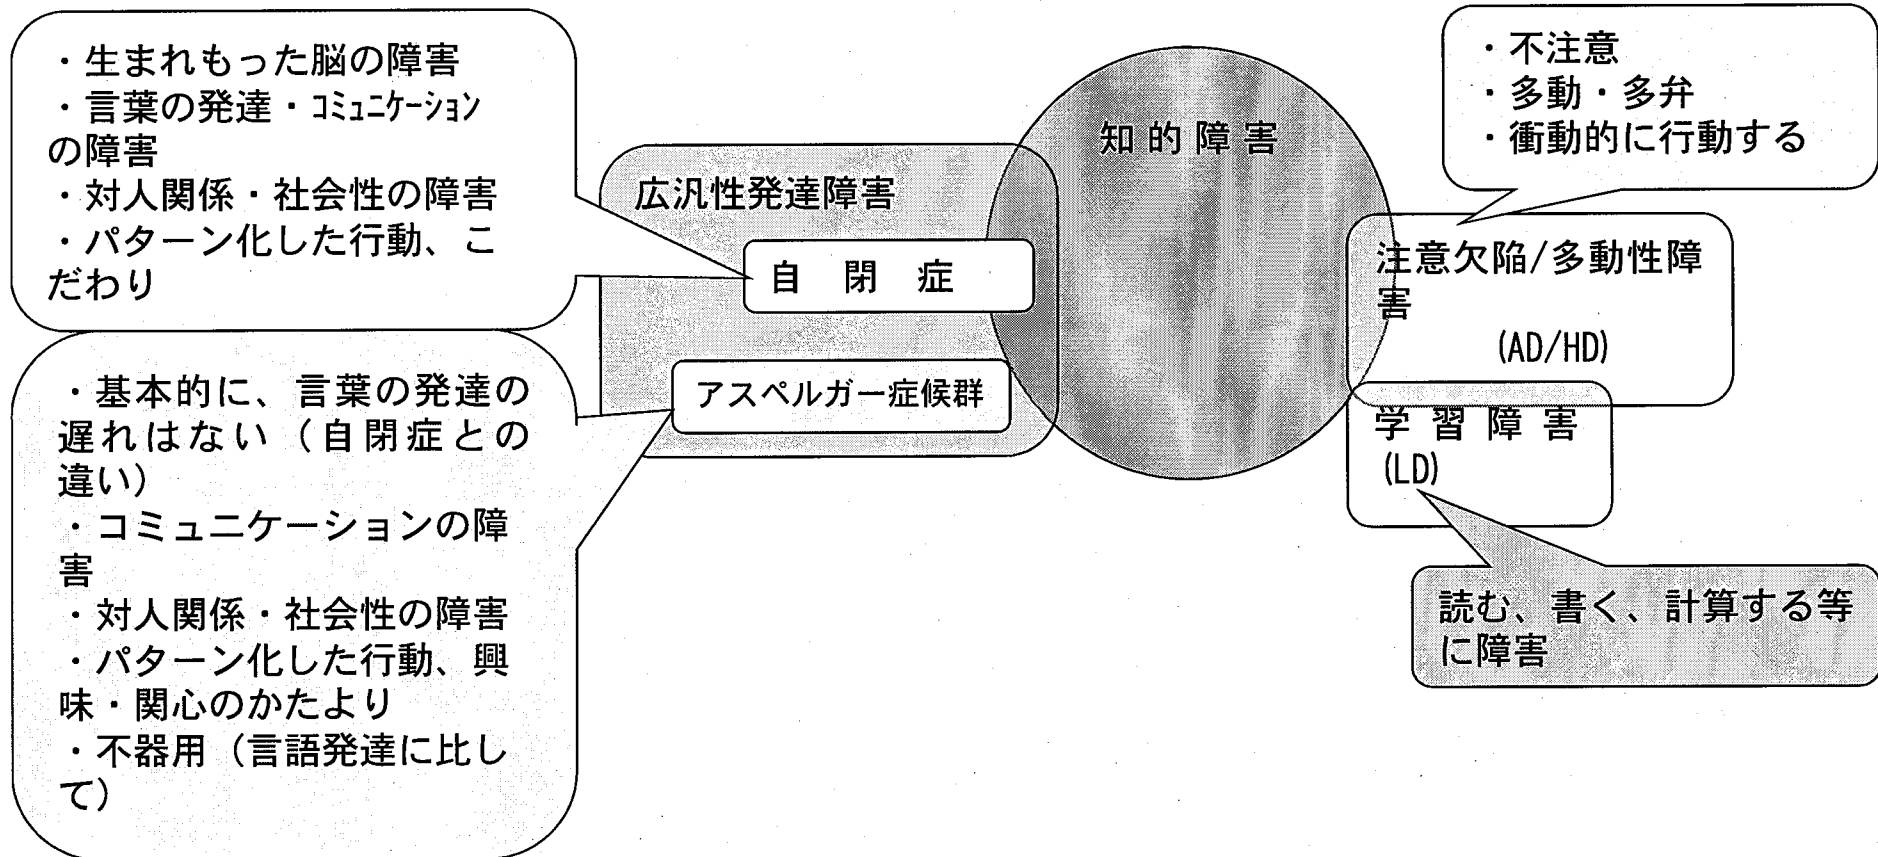 ・生まれもった脳の障害
・言葉の発達・ｺﾐｭﾆｹｰｼｮﾝ
の障害
・対人関係・社会性の障害
・パターン化した行動、こ
だわり
・基本的に、言葉の発達の
遅れはない（自閉症との
違い）
・コミュニケーションの障
害
・対人関係・社会性の障害
・パターン化した行動、興
味・関心のかたより
・不器用（言語発達に比し
て）
広汎性発達障害
自閉症
アスペルガー症候群
知的障害
・不注意
・多動・多弁
・衝動的に行動する
注意欠陥/多動性障
害
(AD/HD)
学習障害
(LD)
読む、書く、計算する等
に障害